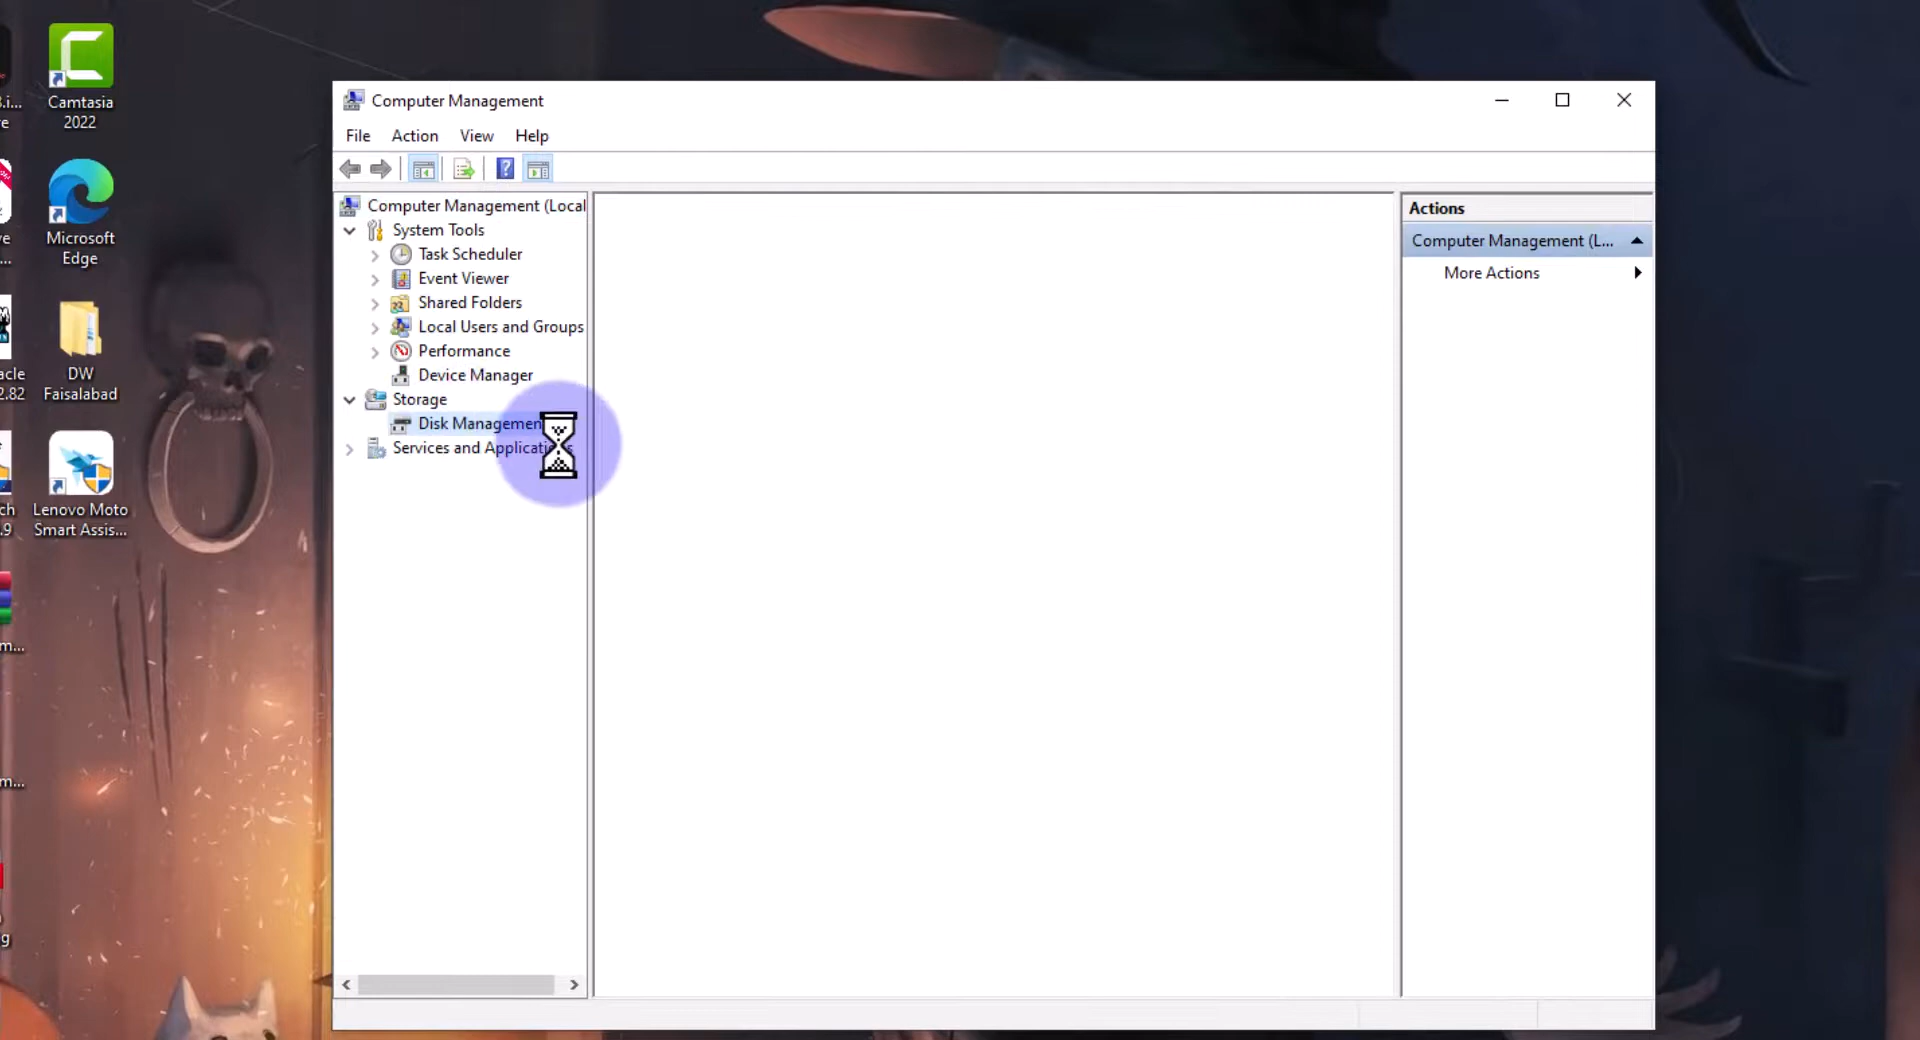 Camtasia
2022
Microsoft
Edge
DW
Faisalabad
Lenovo Moto
Smart Assis...
Computer Management
File Action View Help
Computer Management (Local
System Tools
Task Scheduler
Event Viewer
Shared Folders
Local Users and Groups
Performance
Device Manager
Storage
Disk Managemen
Services and Applicati
Actions
Computer Management (L...
More Actions